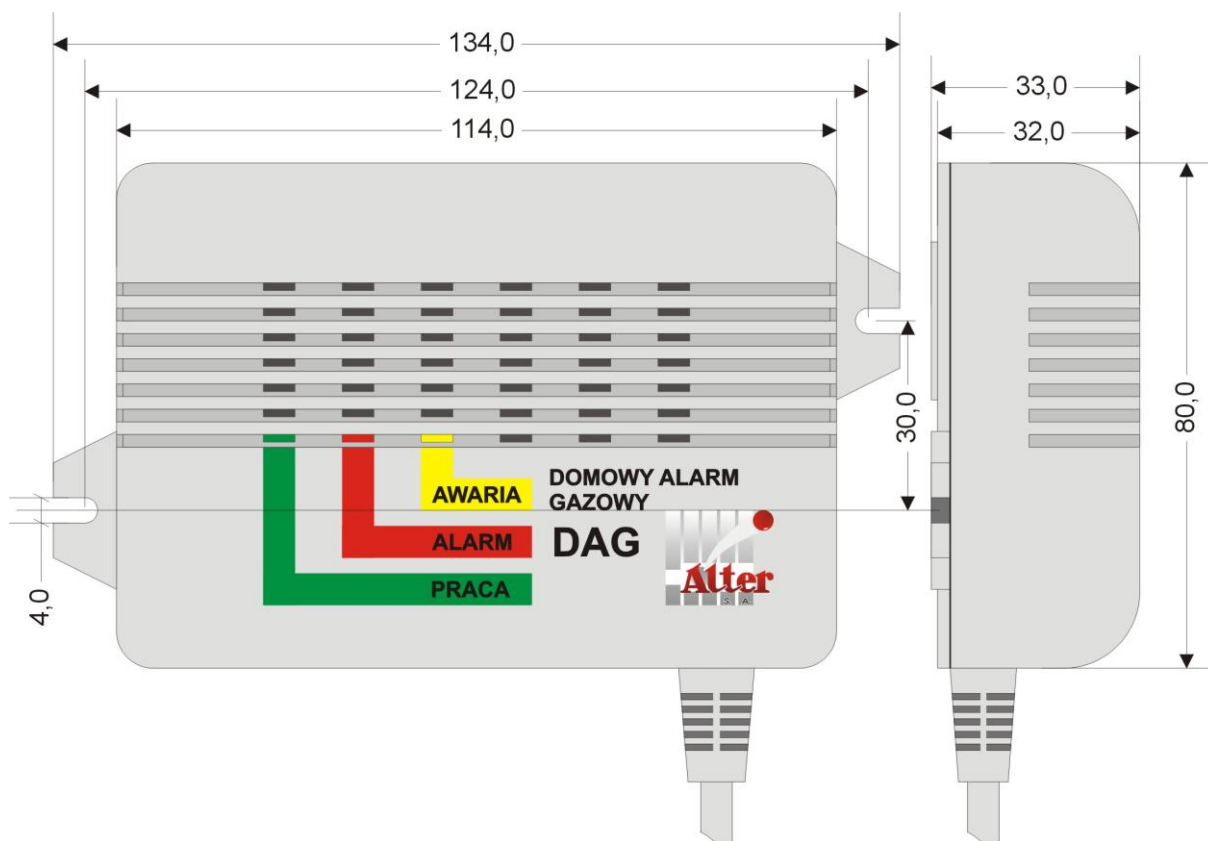 134,0
124,0
114,0
33,0
32,0
30,0
80,0
4,0
AWARIA
DOMOWY ALARM
GAZOWY
ALARM
DAG
PRACA
Alter
S A